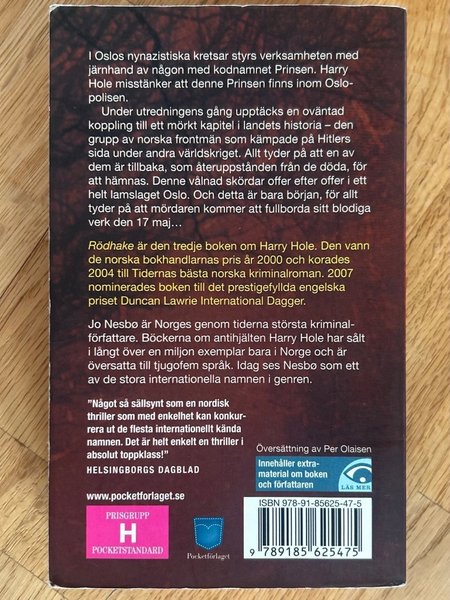 I Oslos nynazistiska kretsar styrs verksamheten med
järnhand av någon med kodnamnet Prinsen. Harry
Hole misstänker att denne Prinsen finns inom Oslo-
polisen.
Under utredningens gång upptäcks en oväntad
koppling till ett mörkt kapitel i landets historia – den
grupp av norska frontmän som kämpade på Hitlers
sida under andra världskriget. Allt tyder på att en av
dem är tillbaka, som återuppstånden från de döda, för
att hämnas. Denne vålnad skördar offer efter offer i ett
helt lamslaget Oslo. Och detta är bara början, för allt
tyder på att mördaren kommer att fullborda sitt blodiga
verk den 17 maj...
Rödhake är den tredje boken om Harry Hole. Den vann
de norska bokhandlarnas pris år 2000 och korades
2004 till Tidernas bästa norska kriminalroman. 2007
nominerades boken till det prestigefyllda engelska
priset Duncan Lawrie International Dagger.
Jo Nesbø är Norges genom tiderna största kriminal-
författare. Böckerna om antihjälten Harry Hole har sålt
i långt över en miljon exemplar bara i Norge och är
översatta till tjugofem språk. Idag ses Nesbø som ett
av de stora internationella namnen i genren.
"Något så sällsynt som en nordisk
thriller som med enkelhet kan konkur-
rera ut de flesta internationellt kända
namnen. Det är helt enkelt en thriller i
absolut toppklass!"
HELSINGBORGS DAGBLAD
Översättning av Per Olaisen
Innehåller extra-
material om boken
och författaren
LÄS MER
www.pocketforlaget.se
PRISGRUPP
H
POCKETSTANDARD
Pocketförlaget
ISBN 978-91-85625-47-5
9 789185 625475